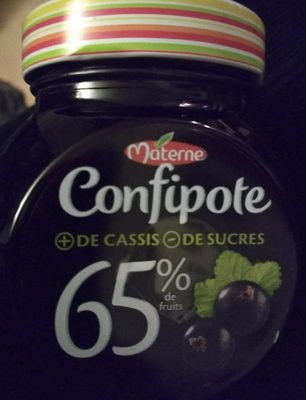 Materne
Confipote
+ DE CASSIS - DE SUCRES
65%
de
fruits